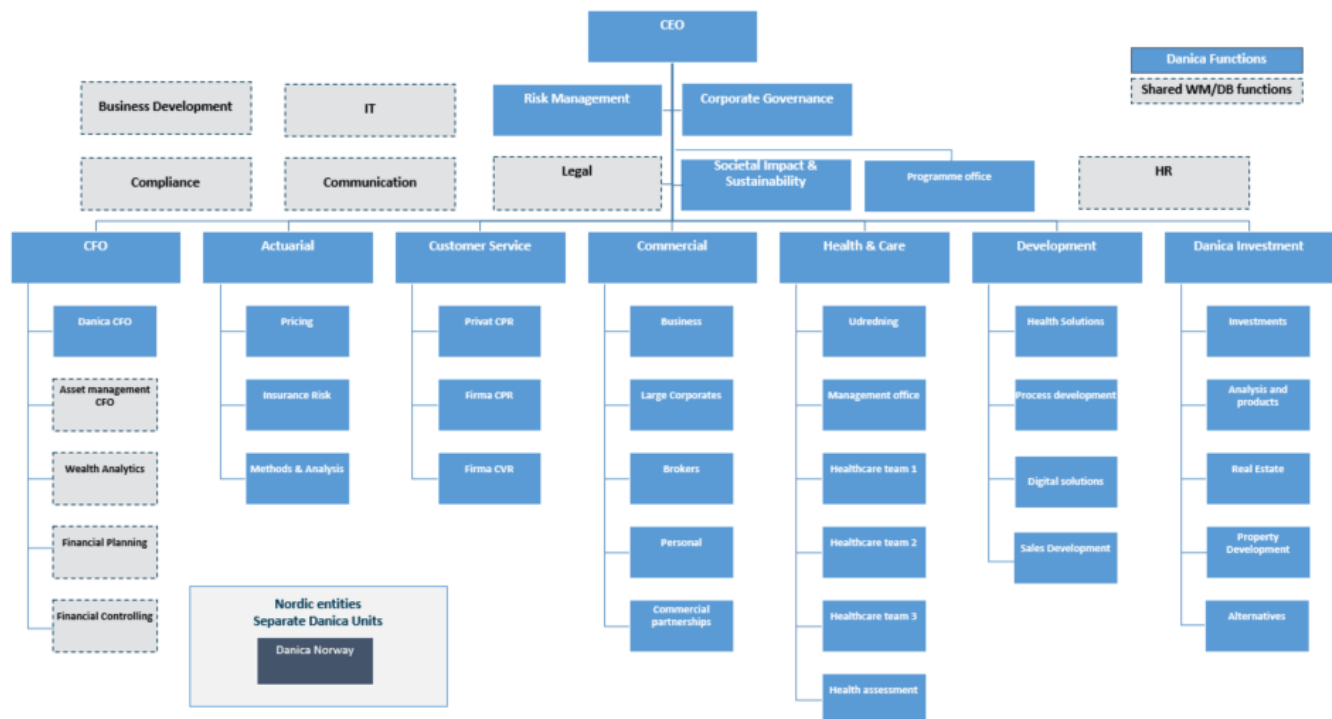 CEO
Danica Functions
Shared WM/DB functions
Business Development
IT
Risk Management
Corporate Governance
Compliance
Communication
Legal
Societal Impact &
Sustainability
Programme office
HR
CFO
Actuarial
Customer Service
Commercial
Health & Care
Development
Danica Investment
Danica CFO
Asset management
CFO
Wealth Analytics
Financial Planning
Financial Controlling
Pricing
Insurance Risk
Methods & Analysis
Privat CPR
Firma CPR
Firma CVR
Business
Large Corporates
Brokers
Personal
Commercial
partnerships
Udredning
Management office
Healthcare team 1
Healthcare team 2
Healthcare team 3
Health assessment
Health Solutions
Process development
Digital solutions
Sales Development
Investments
Analysis and
products
Real Estate
Property
Development
Alternatives
Nordic entities
Separate Danica Units
Danica Norway